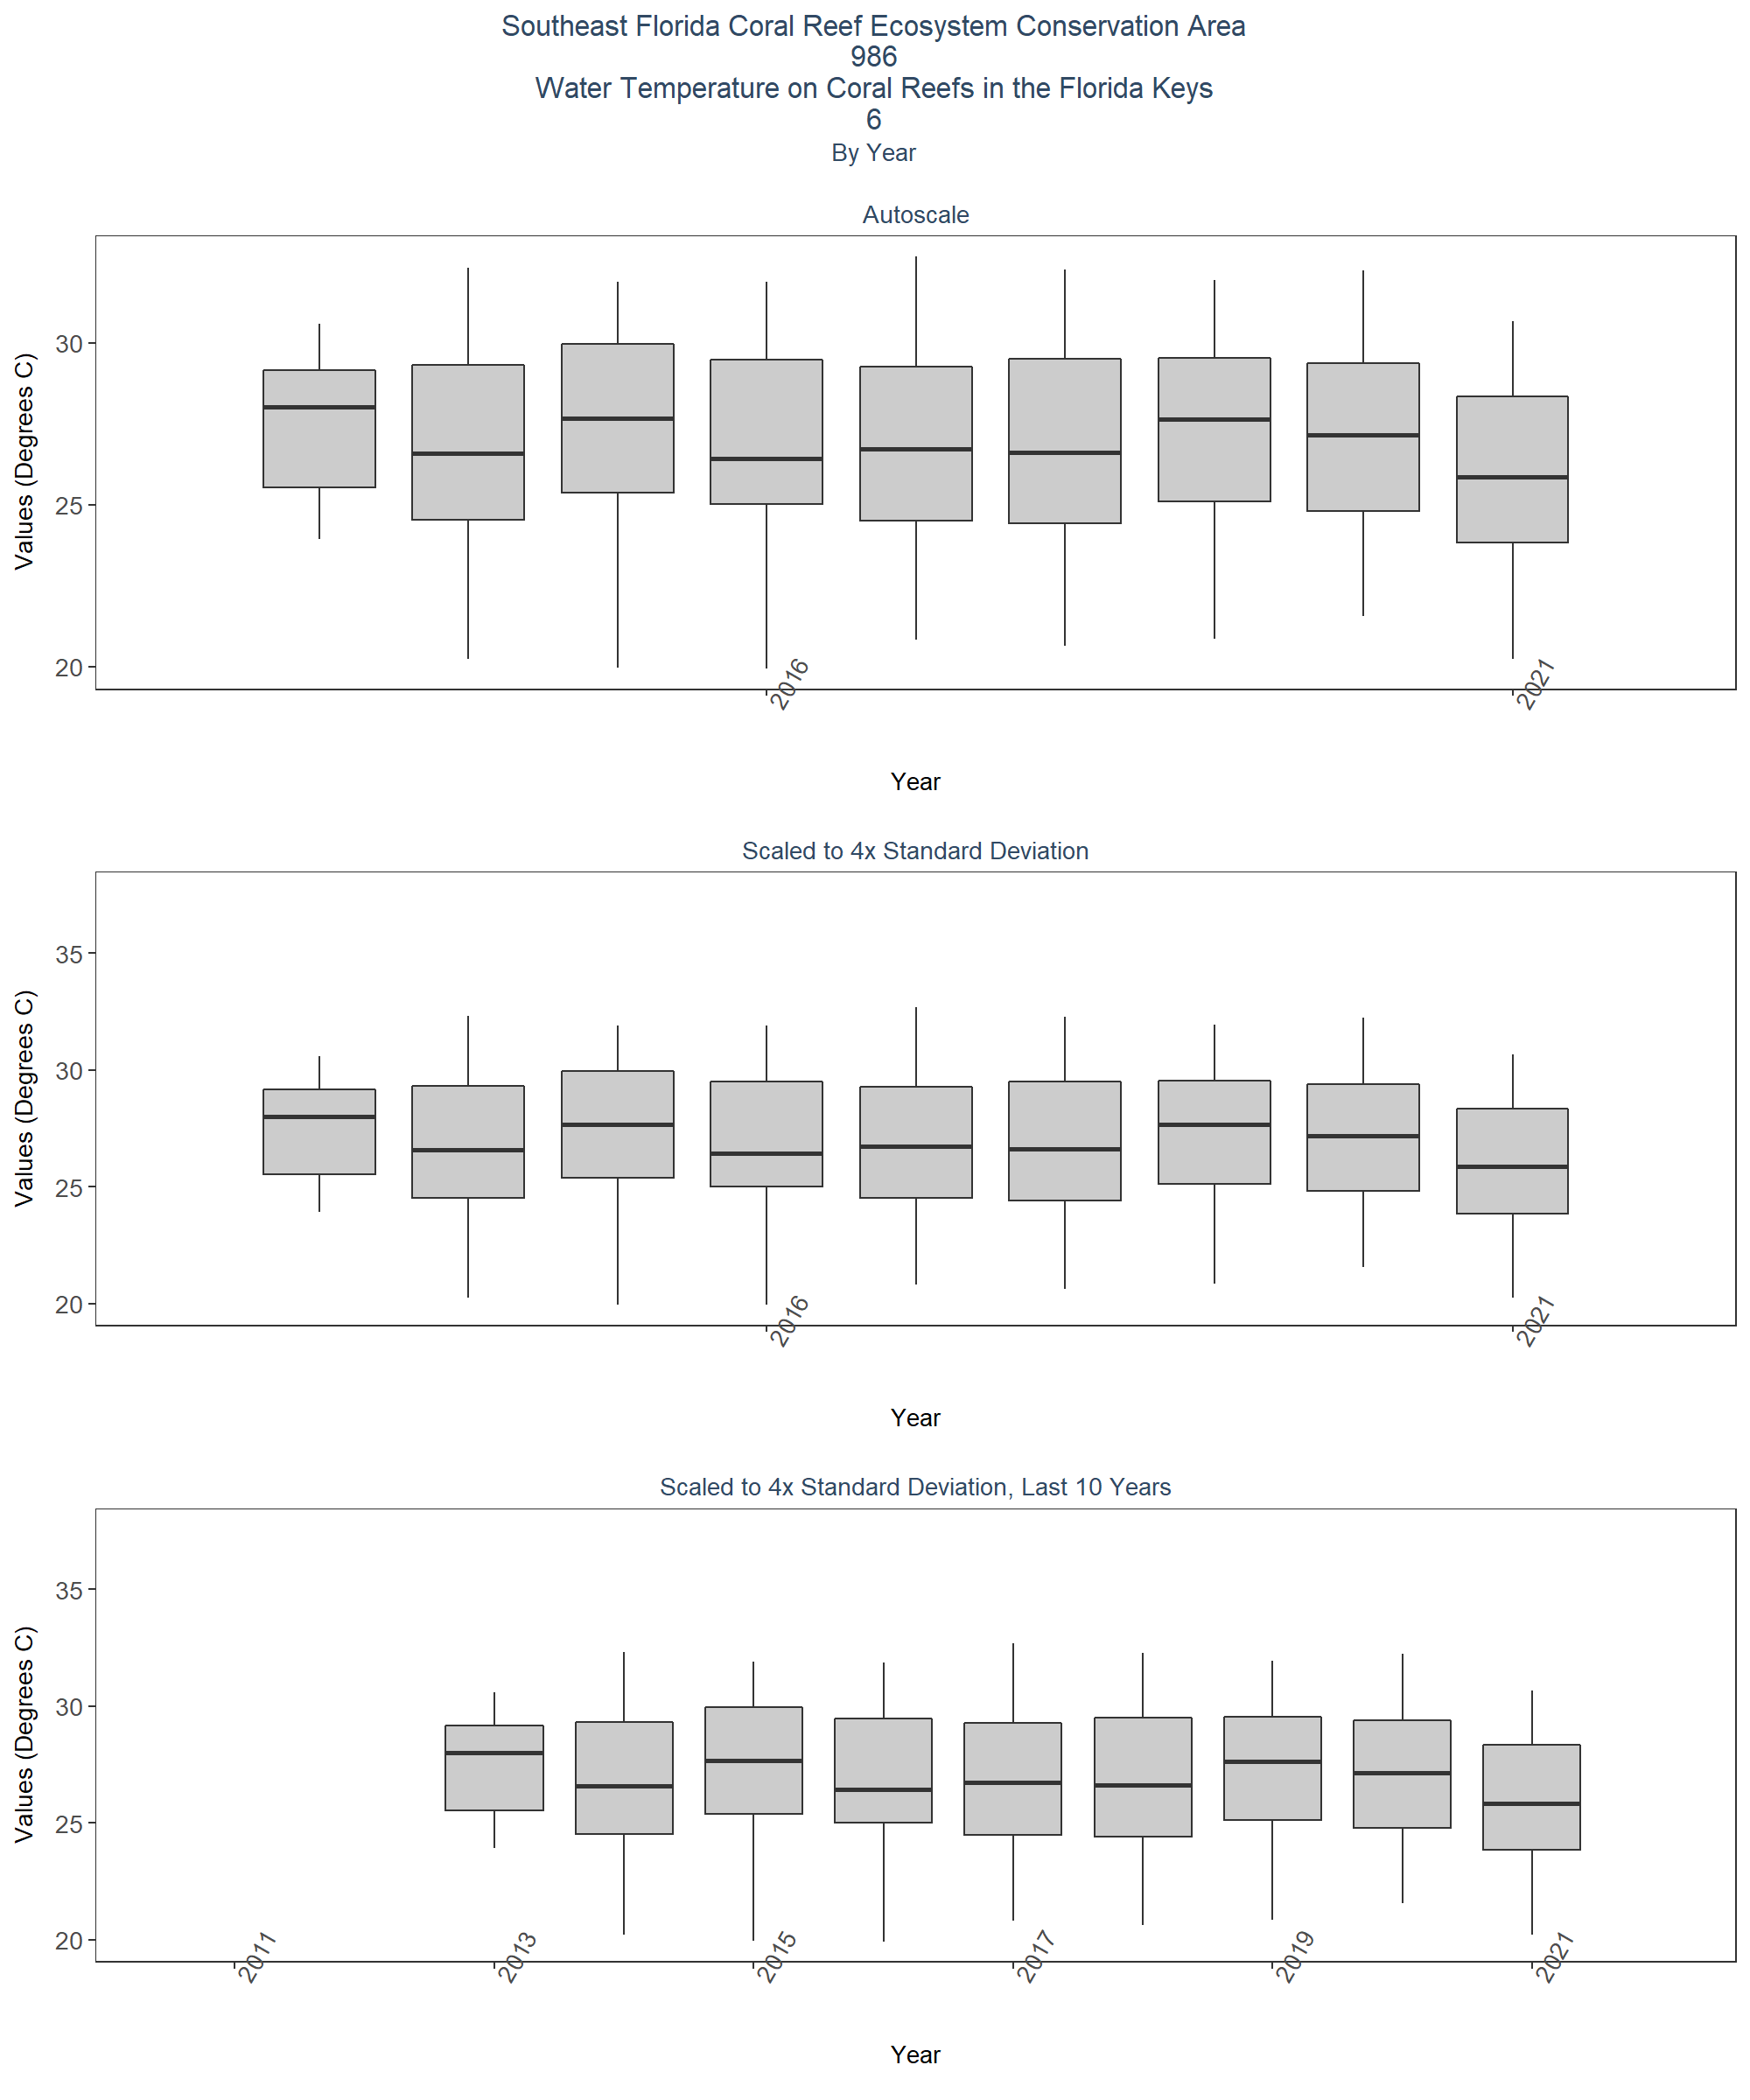 Southeast Florida Coral Reef Ecosystem Conservation Area
986
Water Temperature on Coral Reefs in the Florida Keys
6
By Year
Autoscale
Values (Degrees C)
30
25
20
2016
2021
Year
Scaled to 4x Standard Deviation
Values (Degrees C)
35
30
25
20
2016
2021
Year
Scaled to 4x Standard Deviation, Last 10 Years
Values (Degrees C)
35
30
25
20
2011
2013
2015
2017
2019
2021
Year